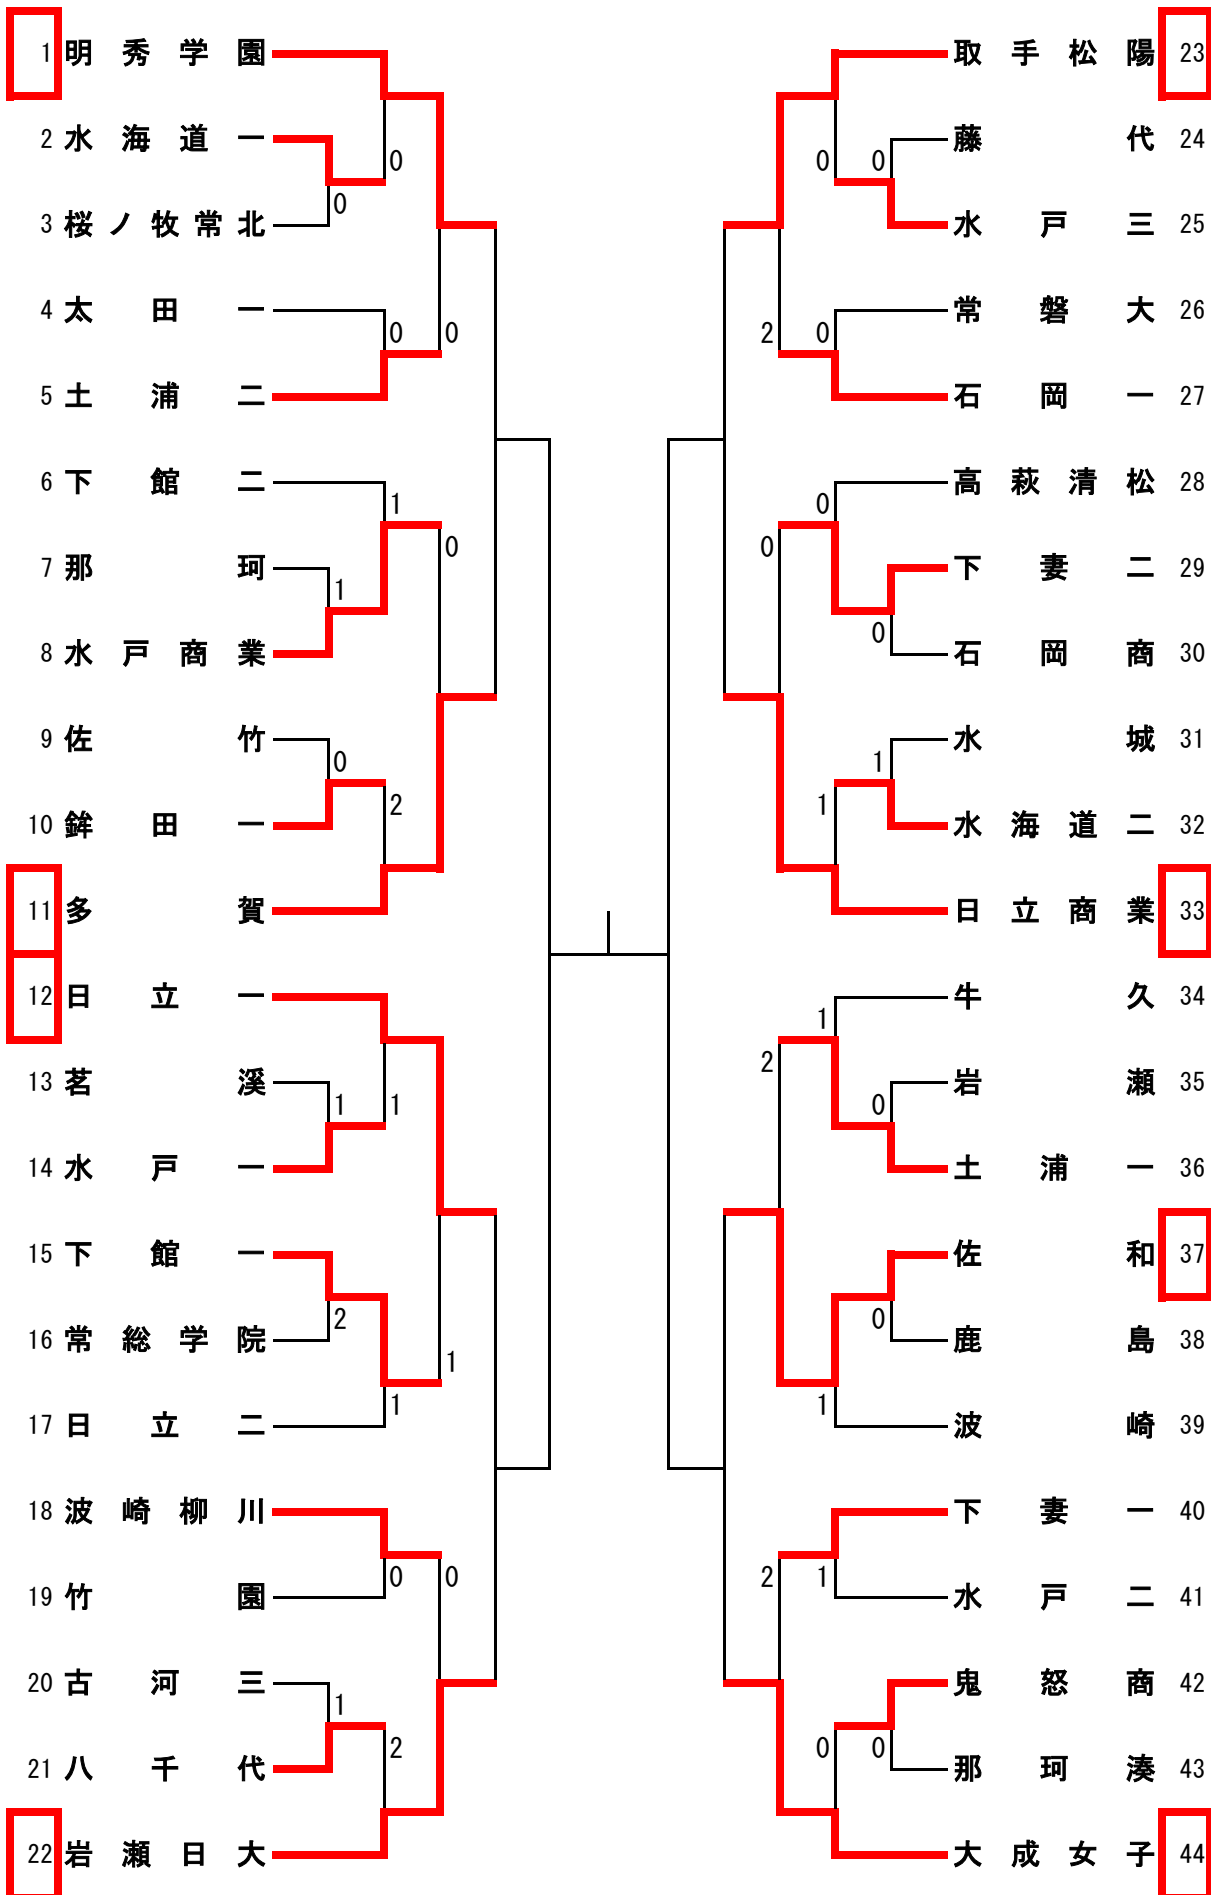 1 明秀学園
2 水海道一
3 桜ノ牧常北
4 太田一
5 土浦二
6 下館二
7 那珂
8 水戸商業
9 佐竹
10 鉾田一
11 多賀
12 日立一
13 茗溪
14 水戸一
15 下館一
16 常総学院
17 日立二
18 波崎柳川
19 竹園
20 古河三
21 八千代
22 岩瀬日大
0
0
0
0
1
0
1
0
2
1
1
2
1
1
0
0
1
2
取手松陽 23
藤代 24
水戸三 25
常磐大 26
石岡一 27
高萩清松 28
下妻二 29
石岡商 30
水城 31
水海道二 32
日立商業 33
牛久 34
岩瀬 35
土浦一 36
佐和 37
鹿島 38
波崎 39
下妻一 40
水戸二 41
鬼怒商 42
那珂湊 43
大成女子 44
0
0
2
0
0
0
0
1
1
1
2
0
0
1
2
1
0
0